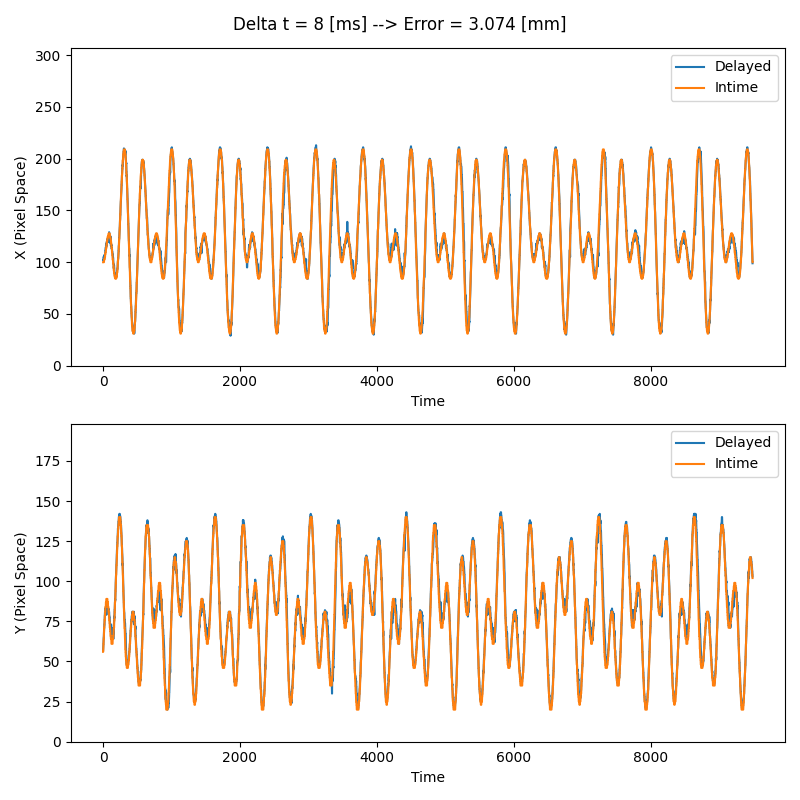 Delta t = 8 [ms] --> Error = 3.074 [mm]
300
250
200
150
100
50
0
X (Pixel Space)
Delayed
Intime
0 2000 4000 6000 8000
Time
175
150
125
100
75
50
25
0
Y (Pixel Space)
Delayed
Intime
0 2000 4000 6000 8000
Time